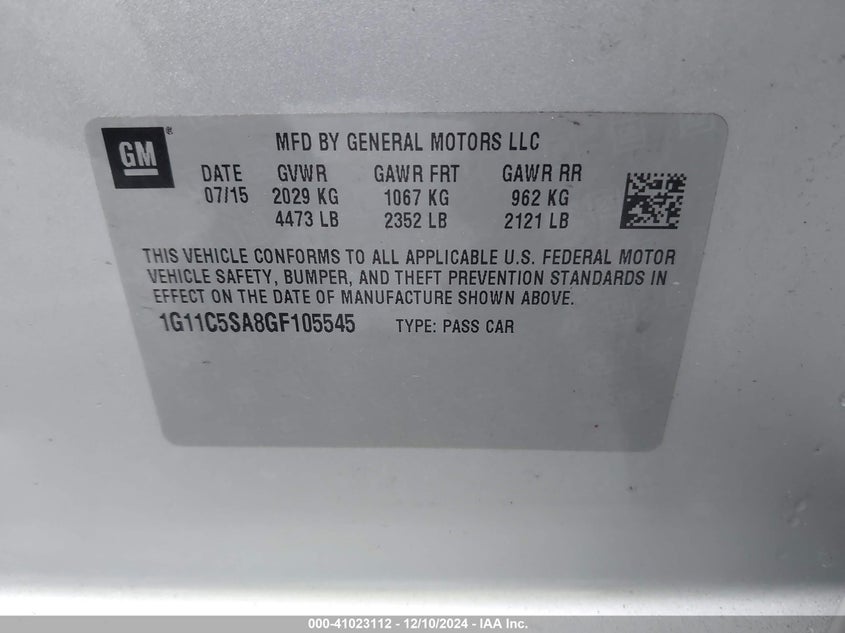 GM ®
MFD BY GENERAL MOTORS LLC
DATE GVWR GAWR FRT GAWR RR
07/15 2029 KG 1067 KG 962 KG
4473 LB 2352 LB 2121 LB
THIS VEHICLE CONFORMS TO ALL APPLICABLE U.S. FEDERAL MOTOR
VEHICLE SAFETY, BUMPER, AND THEFT PREVENTION STANDARDS IN
EFFECT ON THE DATE OF MANUFACTURE SHOWN ABOVE.
1G11C5SA8GF105545 TYPE: PASS CAR
000-41023112 - 12/10/2024 - IAA Inc.